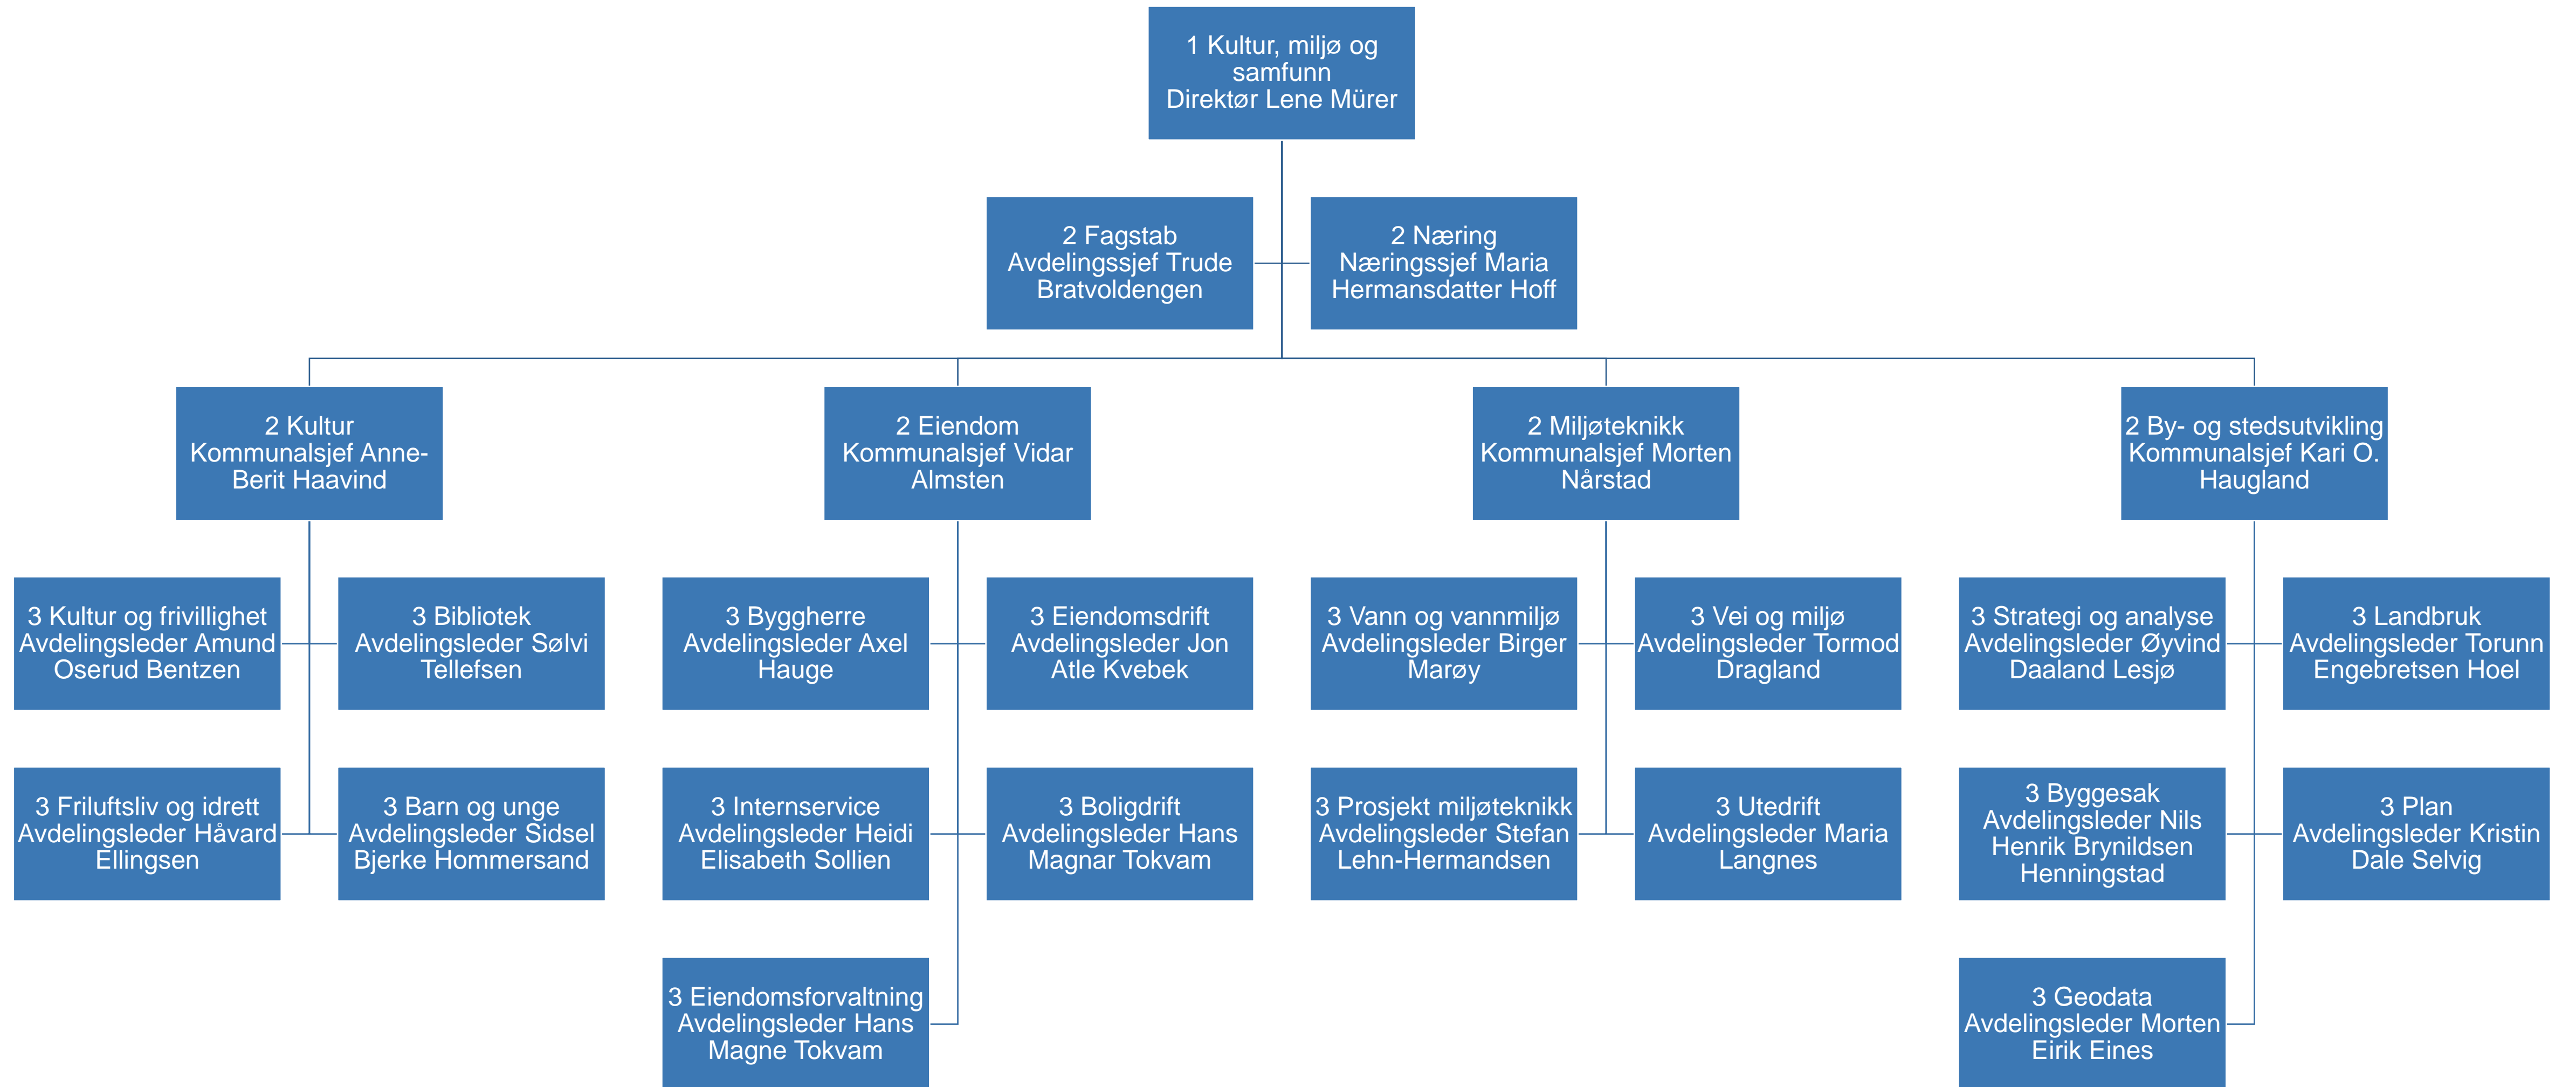 1 Kultur, miljø og
samfunn
Direktør Lene Mürer
2 Fagstab
Avdelingssjef Trude
Bratvoldengen
2 Næring
Næringssjef Maria
Hermansdatter Hoff
2 Kultur
Kommunalsjef Anne-
Berit Haavind
2 Eiendom
Kommunalsjef Vidar
Almsten
2 Miljøteknikk
Kommunalsjef Morten
Nårstad
2 By- og stedsutvikling
Kommunalsjef Kari O.
Haugland
3 Kultur og frivillighet
Avdelingsleder Amund
Oserud Bentzen
3 Bibliotek
Avdelingsleder Sølvi
Tellefsen
3 Byggherre
Avdelingsleder Axel
Hauge
3 Eiendomsdrift
Avdelingsleder Jon
Atle Kvebek
3 Vann og vannmiljø
Avdelingsleder Birger
Marøy
3 Vei og miljø
Avdelingsleder Tormod
Dragland
3 Strategi og analyse
Avdelingsleder Øyvind
Daaland Lesjø
3 Landbruk
Avdelingsleder Torunn
Engebretsen Hoel
3 Friluftsliv og idrett
Avdelingsleder Håvard
Ellingsen
3 Barn og unge
Avdelingsleder Sidsel
Bjerke Hommersand
3 Internservice
Avdelingsleder Heidi
Elisabeth Sollien
3 Boligdrift
Avdelingsleder Hans
Magnar Tokvam
3 Prosjekt miljøteknikk
Avdelingsleder Stefan
Lehn-Hermandsen
3 Utedrift
Avdelingsleder Maria
Langnes
3 Byggesak
Avdelingsleder Nils
Henrik Brynildsen
Henningstad
3 Plan
Avdelingsleder Kristin
Dale Selvig
3 Eiendomsforvaltning
Avdelingsleder Hans
Magne Tokvam
3 Geodata
Avdelingsleder Morten
Eirik Eines